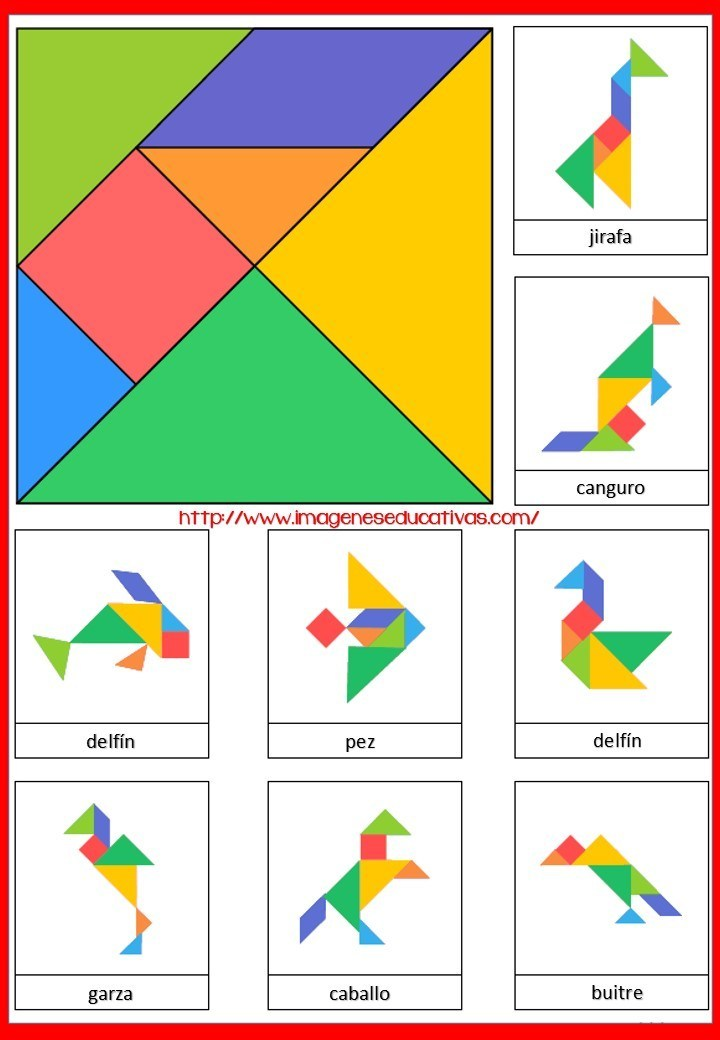 jirafa
canguro
http://www.imageneseducativas.com/
delfín
pez
delfín
garza
caballo
buitre